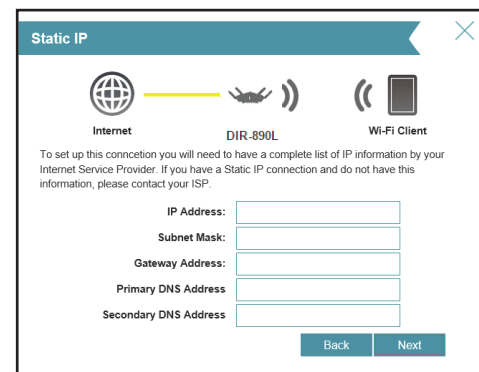 Static IP
Internet
DIR-890L
Wi-Fi Client
To set up this conncetion you will need to have a complete list of IP information by your
Internet Service Provider. If you have a Static IP connection and do not have this
information, please contact your ISP.
IP Address:
Subnet Mask:
Gateway Address:
Primary DNS Address
Secondary DNS Address
Back
Next